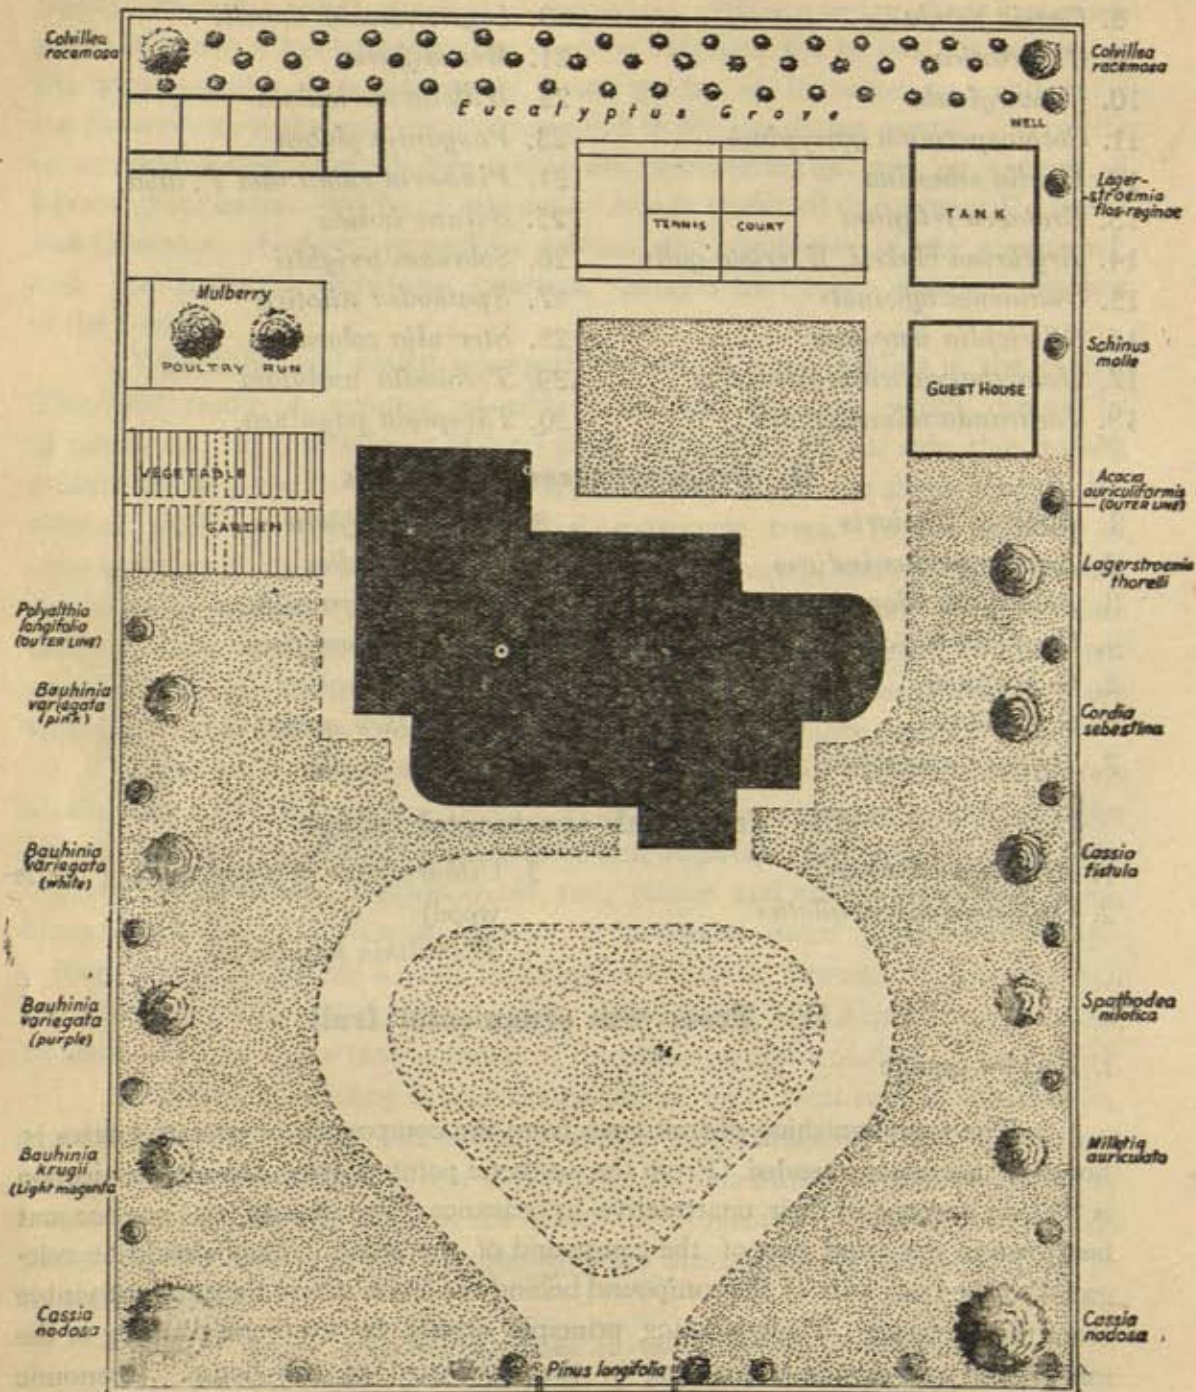 Colvillea
racemosa
Colvillea
racemosa
Eucalyptus Grove
WELL
Lager-
stroemia
flos-reginae
TENNIS COURT
TANK
Mulberry
POULTRY RUN
Schinus
molle
GUEST HOUSE
VEGETABLE
GARDEN
Acacia
auriculiformis
(OUTER LINE)
Lagerstroemia
thorelli
Polyalthia
longifolia
(OUTER LINE)
Bauhinia
variegata
(pink)
Cordia
sebestina
Bauhinia
variegata
(white)
Cassia
fistula
Bauhinia
variegata
(purple)
Spathodea
nilotica
Bauhinia
krugii
(Light magenta)
Milletia
auriculata
Cassia
nodosa
Cassia
nodosa
Pinus longifolia